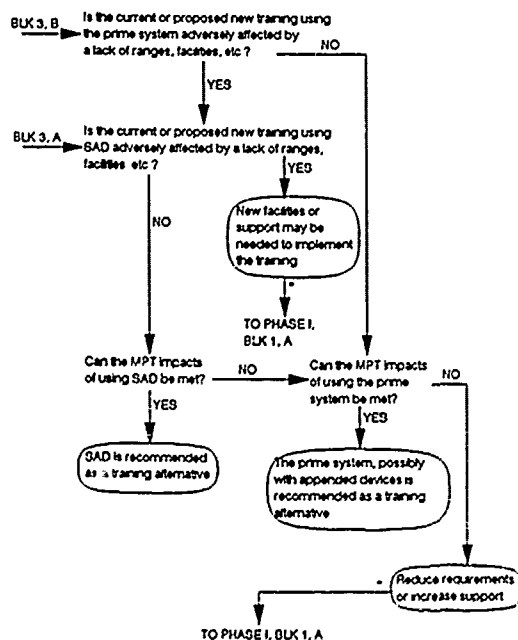 BLK 3, B
Is the current or proposed new training using
the prime system adversely affected by
a lack of ranges, facilities, etc ?
NO
YES
BLK 3, A
Is the current or proposed new training using
SAD adversely affected by a lack of ranges,
facilities etc ?
YES
NO
New facilities or
support may be
needed to implement
the training
*
TO PHASE I,
BLK 1, A
Can the MPT impacts
of using SAD be met?
NO
Can the MPT impacts
of using the prime
system be met?
NO
YES
YES
SAD is recommended
as a training alternative
The prime system, possibly
with appended devices is
recommended as a training
alternative
Reduce requirements
or increase support
*
TO PHASE I, BLK 1, A